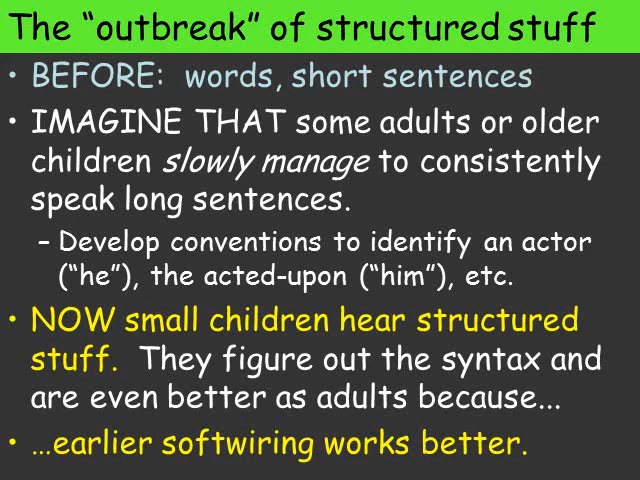 The “outbreak” of structured stuff
• BEFORE:  words, short sentences
• IMAGINE THAT some adults or older
children slowly manage to consistently
speak long sentences.
– Develop conventions to identify an actor
(“he”), the acted-upon (“him”), etc.
• NOW small children hear structured
stuff.  They figure out the syntax and
are even better as adults because...
• …earlier softwiring works better.